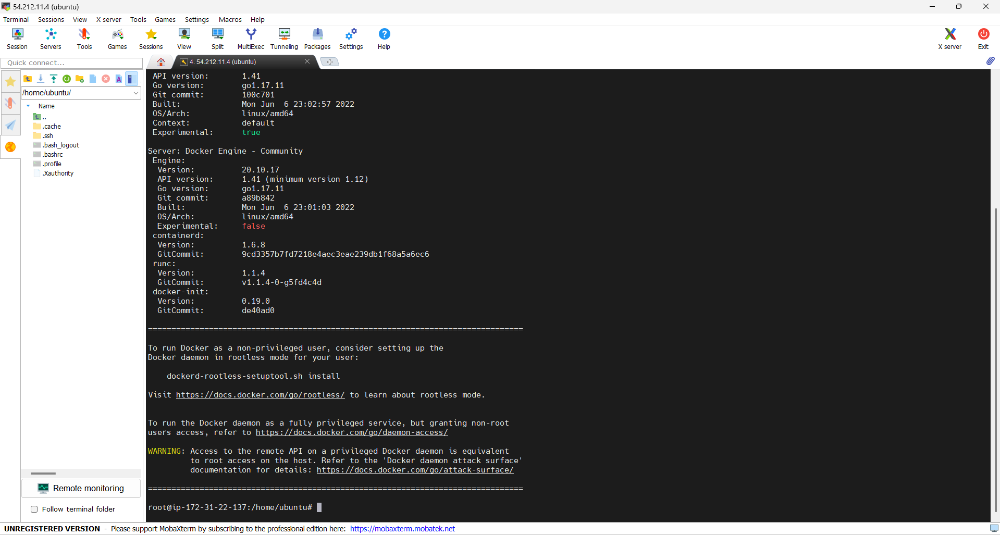 54.212.11.4 (ubuntu)
Terminal Sessions View X server Tools Games Settings Macros Help
Session Servers Tools Games Sessions View Split MultiExec Tunneling Packages Settings Help X server Exit
Quick connect...
4. 54.212.11.4 (ubuntu)
/home/ubuntu/
Name
..
.cache
.ssh
.bash_logout
.bashrc
.profile
.Xauthority
Remote monitoring
Follow terminal folder
API version: 1.41
Go version: go1.17.11
Git commit: 100c701
Built: Mon Jun  6 23:02:57 2022
OS/Arch: linux/amd64
Context: default
Experimental: true
Server: Docker Engine - Community
Engine:
Version: 20.10.17
API version: 1.41 (minimum version 1.12)
Go version: go1.17.11
Git commit: a89b842
Built: Mon Jun  6 23:01:03 2022
OS/Arch: linux/amd64
Experimental: false
containerd:
Version: 1.6.8
GitCommit: 9cd3357b7fd7218e4aec3eae239db1f68a5a6ec6
runc:
Version: 1.1.4
GitCommit: v1.1.4-0-g5fd4c4d
docker-init:
Version: 0.19.0
GitCommit: de40ad0
================================================================================
To run Docker as a non-privileged user, consider setting up the
Docker daemon in rootless mode for your user:
dockerd-rootless-setuptool.sh install
Visit https://docs.docker.com/go/rootless/ to learn about rootless mode.
To run the Docker daemon as a fully privileged service, but granting non-root
users access, refer to https://docs.docker.com/go/daemon-access/
WARNING: Access to the remote API on a privileged Docker daemon is equivalent
to root access on the host. Refer to the 'Docker daemon attack surface'
documentation for details: https://docs.docker.com/go/attack-surface/
================================================================================
root@ip-172-31-22-137:/home/ubuntu#
UNREGISTERED VERSION - Please support MobaXterm by subscribing to the professional edition here: https://mobaxterm.mobatek.net